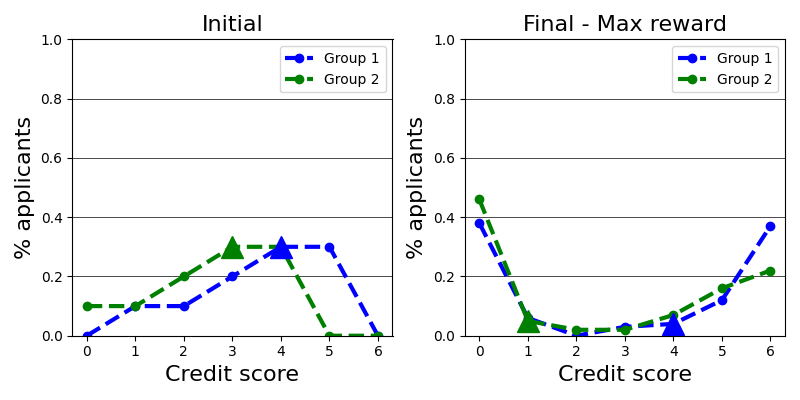 Initial
% applicants
1.0
0.8
0.6
0.4
0.2
0.0
Group 1
Group 2
0 1 2 3 4 5 6
Credit score
Final - Max reward
% applicants
1.0
0.8
0.6
0.4
0.2
0.0
Group 1
Group 2
0 1 2 3 4 5 6
Credit score